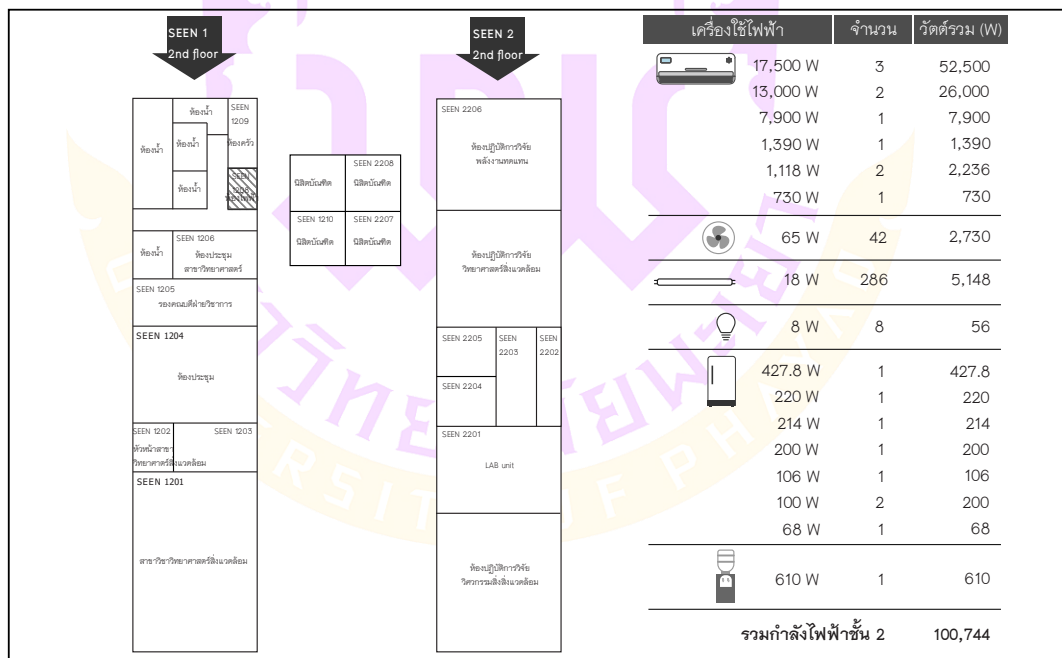 SEEN 1
2nd floor
ห้องน้ำ
SEEN
1209
ห้องน้ำ
ห้องน้ำ
ห้องครัว
ห้องน้ำ
SEEN
1208
ห้องไฟฟ้า
ห้องน้ำ
SEEN 1206
ห้องประชุม
สาขาวิทยาศาสตร์
SEEN 1205
รองคณบดีฝ่ายวิชาการ
SEEN 1204
ห้องประชุม
SEEN 1202
SEEN 1203
หัวหน้าสาขา
วิทยาศาตร์สิ่งแวดล้อม
SEEN 1201
สาขาวิชาวิทยาศาสตร์สิ่งแวดล้อม
SEEN 2208
นิสิตบัณฑิต
นิสิตบัณฑิต
SEEN 1210
SEEN 2207
นิสิตบัณฑิต
นิสิตบัณฑิต
SEEN 2
2nd floor
SEEN 2206
ห้องปฏิบัติการวิจัย
พลังงานทดแทน
ห้องปฏิบัติการวิจัย
วิทยาศาสตร์สิ่งแวดล้อม
SEEN 2205
SEEN
2203
SEEN
2202
SEEN 2204
SEEN 2201
LAB unit
ห้องปฏิบัติการวิจัย
วิศวกรรมสิ่งสิ่งแวดล้อม
เครื่องใช้ไฟฟ้า จำนวน วัตต์รวม (W)
17,500 W 3 52,500
13,000 W 2 26,000
7,900 W 1 7,900
1,390 W 1 1,390
1,118 W 2 2,236
730 W 1 730
65 W 42 2,730
18 W 286 5,148
8 W 8 56
427.8 W 1 427.8
220 W 1 220
214 W 1 214
200 W 1 200
106 W 1 106
100 W 2 200
68 W 1 68
610 W 1 610
รวมกำลังไฟฟ้าชั้น 2 100,744